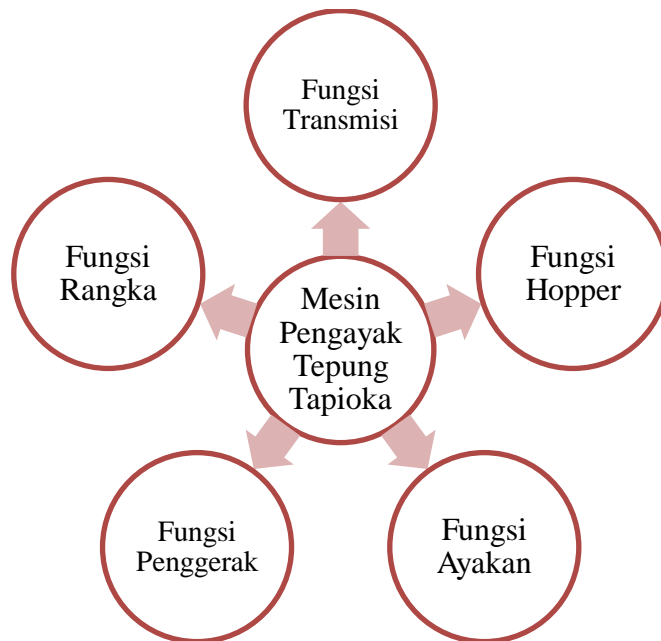 Fungsi
Transmisi
Fungsi
Rangka
Fungsi
Hopper
Mesin
Pengayak
Tepung
Tapioka
Fungsi
Penggerak
Fungsi
Ayakan